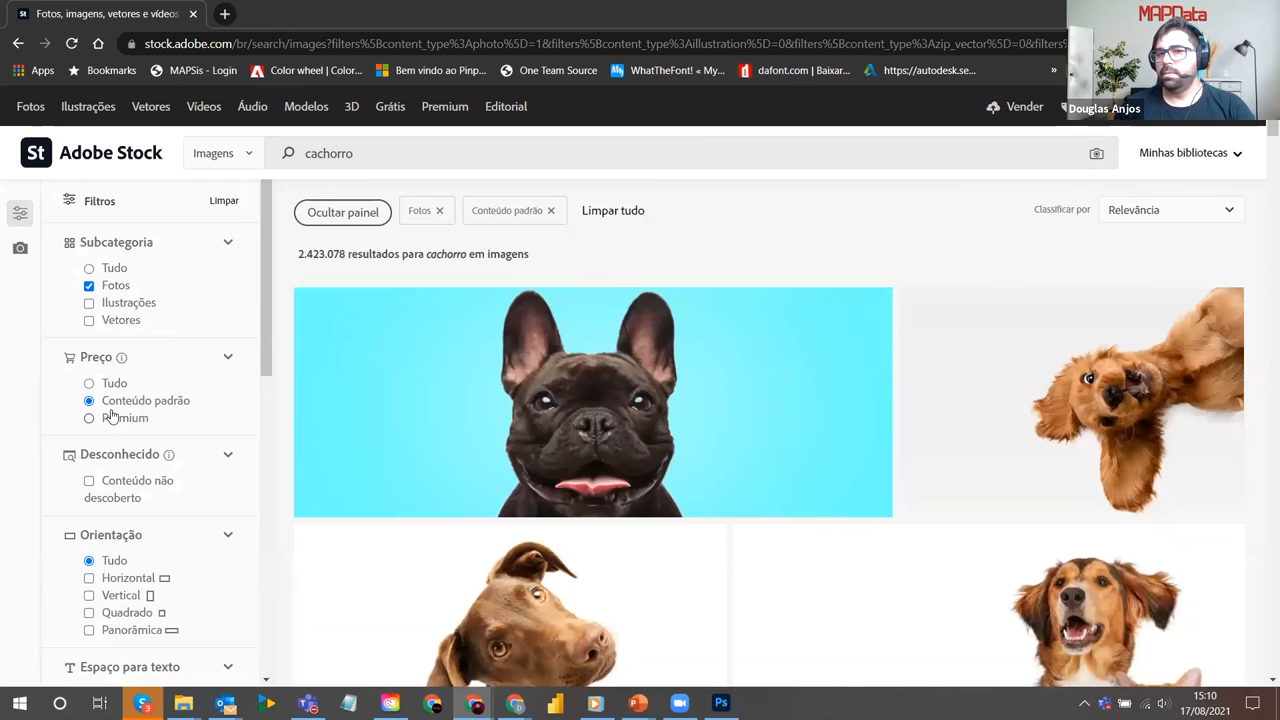 Fotos, imagens, vetores e vídeos
stock.adobe.com/br/search/images?filters%5Bcontent_type%3Aphoto%5D=1&filters%5Bcontent_type%3Aillustration%5D=0&filters%5Bcontent_type%3Azip_vector%5D=0&filters%5Bco
Apps
Bookmarks
MAPSis - Login
Color wheel | Color...
Bem vindo ao Pinp...
One Team Source
WhatTheFont! « My...
dafont.com | Baixar...
https://autodesk.se...
»
MAPData
Douglas Anjos
Fotos
Ilustrações
Vetores
Vídeos
Áudio
Modelos
3D
Grátis
Premium
Editorial
Vender
St Adobe Stock
Imagens
cachorro
Minhas bibliotecas
Filtros
Limpar
Ocultar painel
Fotos
Conteúdo padrão
Limpar tudo
Classificar por
Relevância
2.423.078 resultados para cachorro em imagens
Subcategoria
Tudo
Fotos
Ilustrações
Vetores
Preço
Tudo
Conteúdo padrão
Desconhecido
Conteúdo não
descoberto
Orientação
Tudo
Horizontal
Vertical
Quadrado
Panorâmica
Espaço para texto
Ps
15:10
17/08/2021